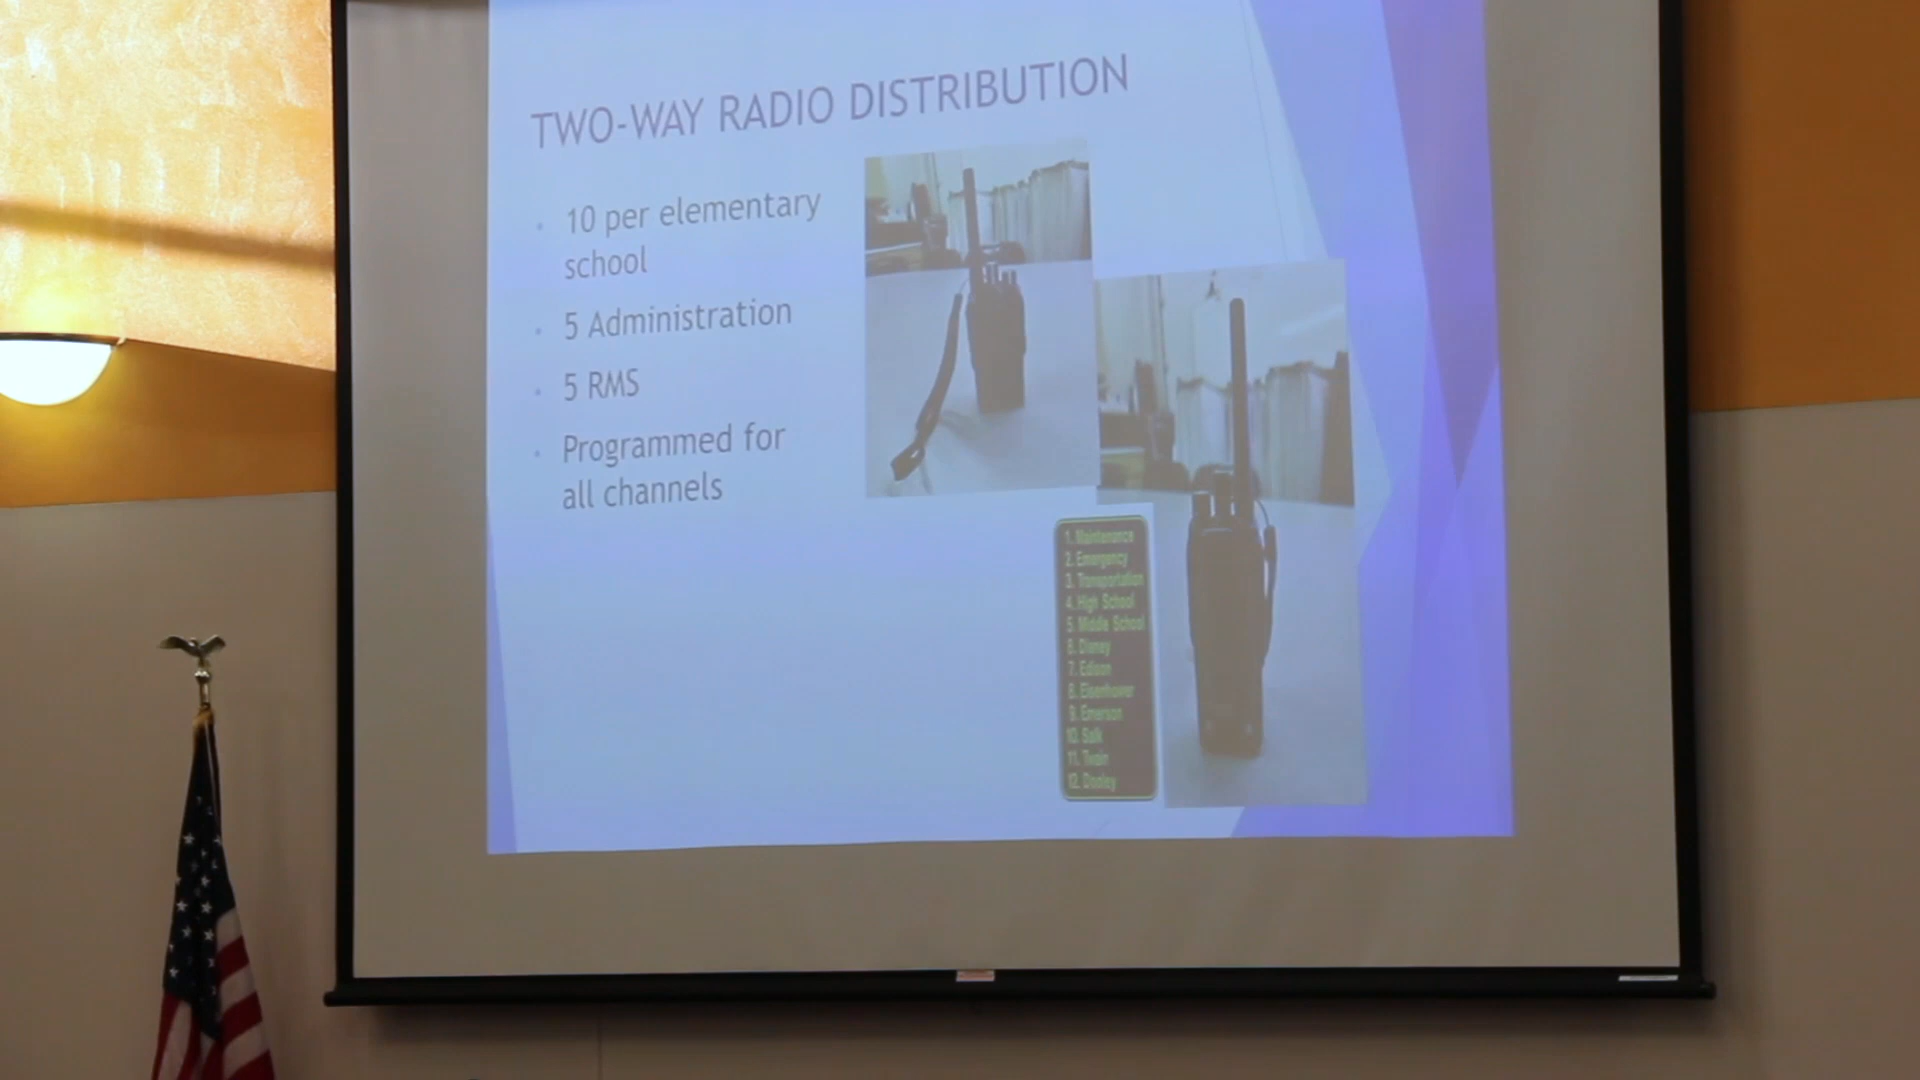 TWO-WAY RADIO DISTRIBUTION
10 per elementary
school
5 Administration
5 RMS
Programmed for
all channels
1. Maintenance
2. Emergency
3. Transportation
4. High School
5. Middle School
6. Disney
7. Edison
8. Eisenhower
9. Emerson
10. Salk
11. Twain
12. Dooley